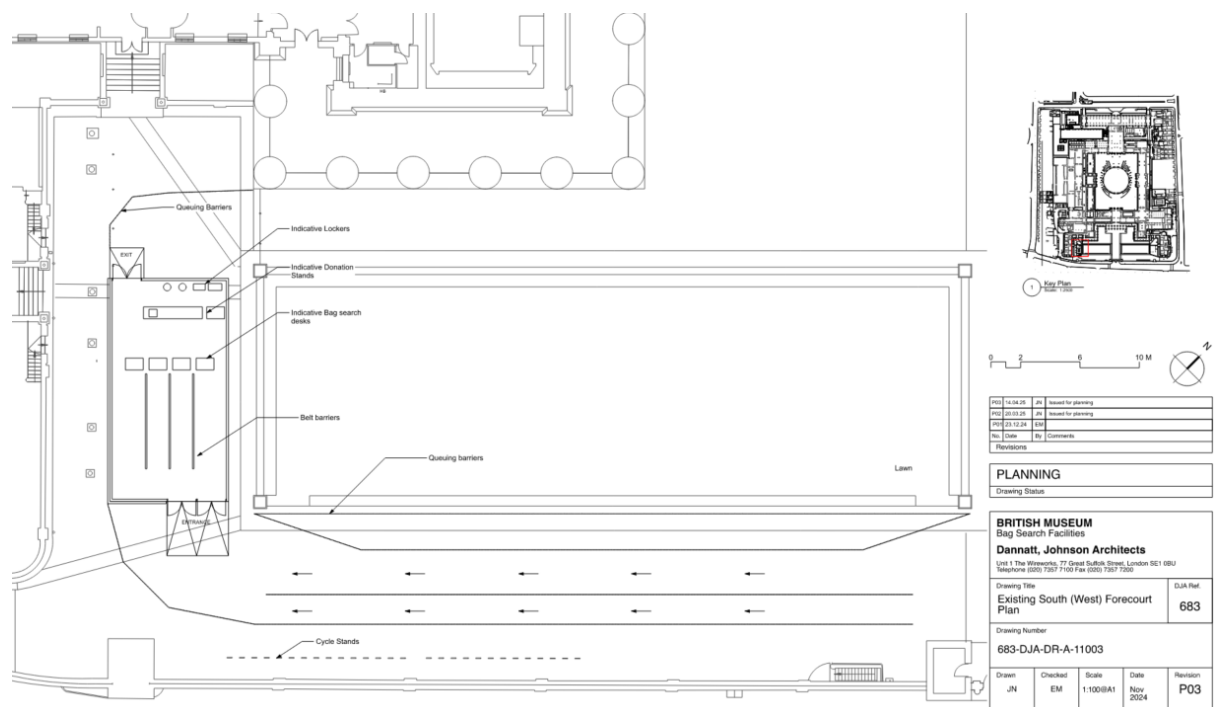 Queuing Barriers
Indicative Lockers
EXIT
Indicative Donation
Stands
Indicative Bag search
desks
Belt barriers
Queuing barriers
Lawn
ENTRANCE
Cycle Stands
1
Key Plan
0 2 6 10 M
N
P03 14.04.25 JN Issued for planning
P02 20.03.25 JN Issued for planning
P01 23.12.24 EM
No. Date By Comments
Revisions
PLANNING
Drawing Status
BRITISH MUSEUM
Bag Search Facilities
Dannatt, Johnson Architects
Unit 1 The Wireworks, 77 Great Suffolk Street, London SE1 0BU
Telephone (020) 7357 7100 Fax (020) 7357 7200
Drawing Title
DJA Ref.
Existing South (West) Forecourt
Plan
683
Drawing Number
683-DJA-DR-A-11003
Drawn Checked Scale Date Revision
JN EM 1:100@A1 Nov
2024 P03